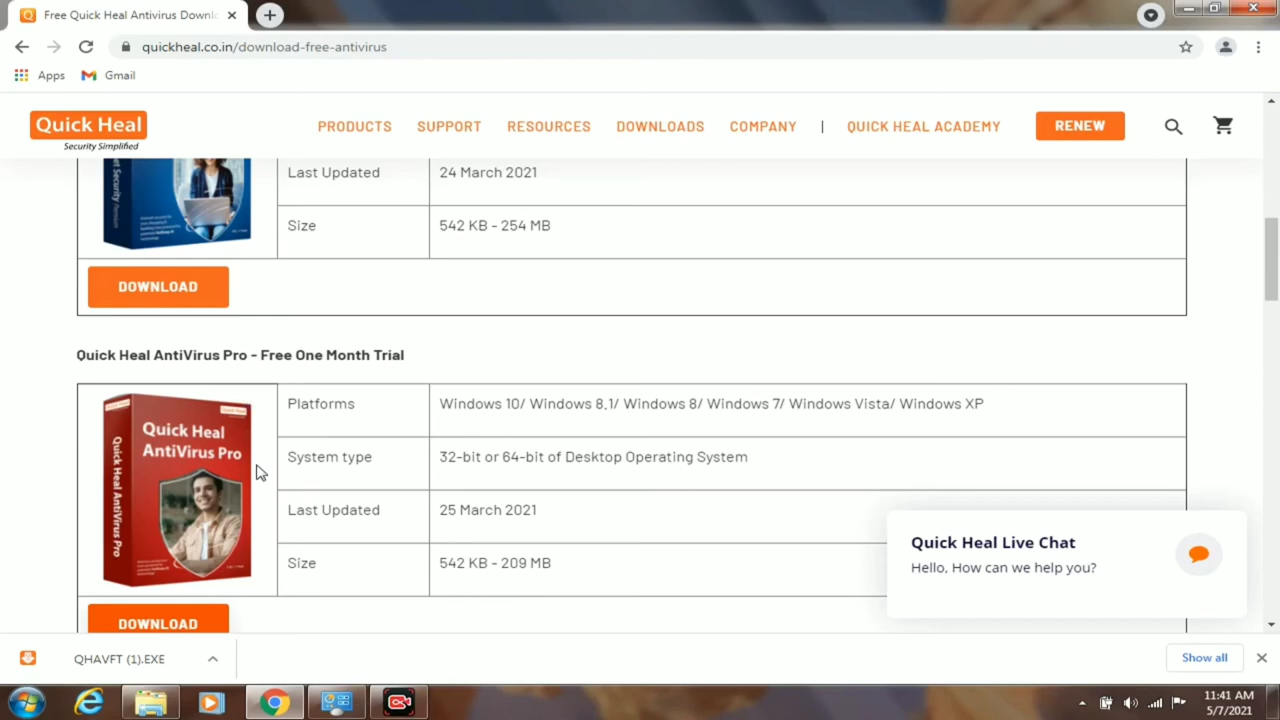 Free Quick Heal Antivirus Downl
quickheal.co.in/download-free-antivirus
Apps Gmail
Quick Heal
Security Simplified
PRODUCTS SUPPORT RESOURCES DOWNLOADS COMPANY | QUICK HEAL ACADEMY RENEW
Last Updated 24 March 2021
Size 542 KB - 254 MB
DOWNLOAD
Quick Heal AntiVirus Pro - Free One Month Trial
Quick Heal
AntiVirus Pro
Quick Heal AntiVirus Pro
Platforms Windows 10/ Windows 8.1/ Windows 8/ Windows 7/ Windows Vista/ Windows XP
System type 32-bit or 64-bit of Desktop Operating System
Last Updated 25 March 2021
Size 542 KB - 209 MB
DOWNLOAD
Quick Heal Live Chat
Hello, How can we help you?
QHAVFT (1).EXE
Show all
11:41 AM
5/7/2021